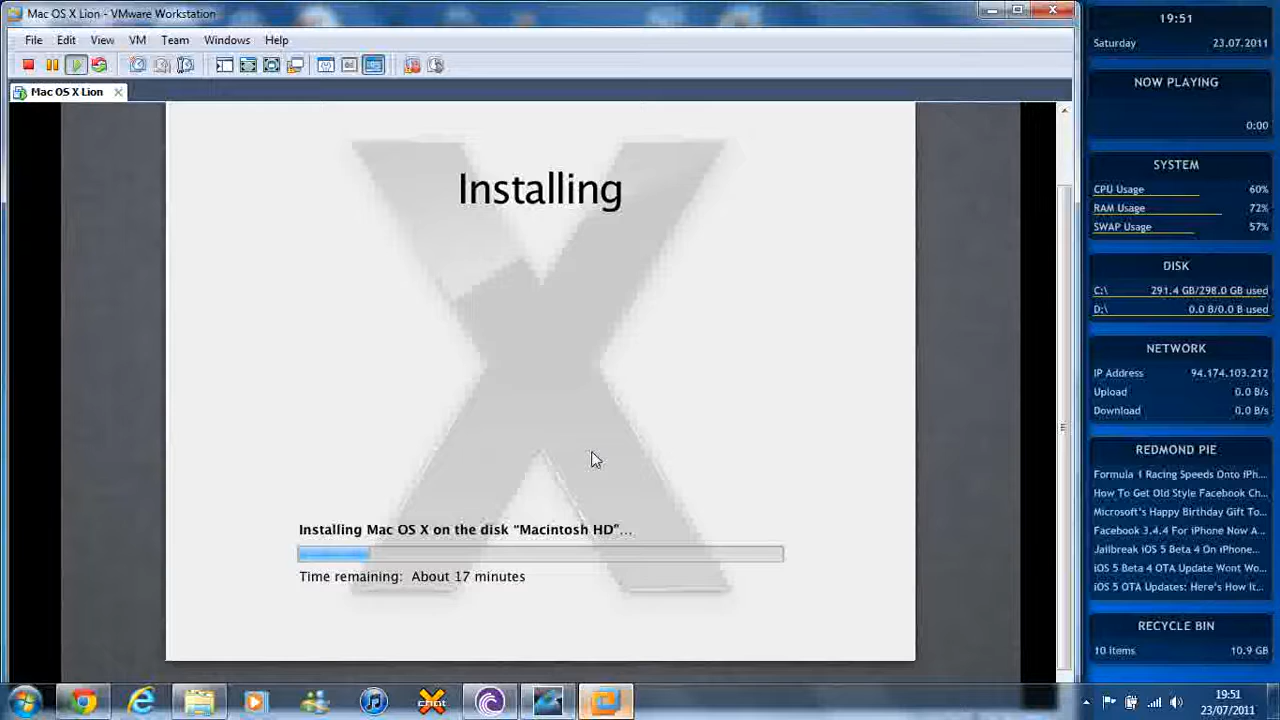 Mac OS X Lion - VMware Workstation
File Edit View VM Team Windows Help
Mac OS X Lion
Installing
Installing Mac OS X on the disk “Macintosh HD”...
Time remaining: About 17 minutes
19:51
Saturday 23.07.2011
NOW PLAYING
0:00
SYSTEM
CPU Usage 60%
RAM Usage 72%
SWAP Usage 57%
DISK
C:\ 291.4 GB/298.0 GB used
D:\ 0.0 B/0.0 B used
NETWORK
IP Address 94.174.103.212
Upload 0.0 B/s
Download 0.0 B/s
REDMOND PIE
Formula 1 Racing Speeds Onto iPh...
How To Get Old Style Facebook Ch...
Microsoft's Happy Birthday Gift To...
Facebook 3.4.4 For iPhone Now A...
Jailbreak iOS 5 Beta 4 On iPhone...
iOS 5 Beta 4 OTA Update Wont Wo...
iOS 5 OTA Updates: Here's How It...
RECYCLE BIN
10 items 10.9 GB
X
chat
19:51
23/07/2011